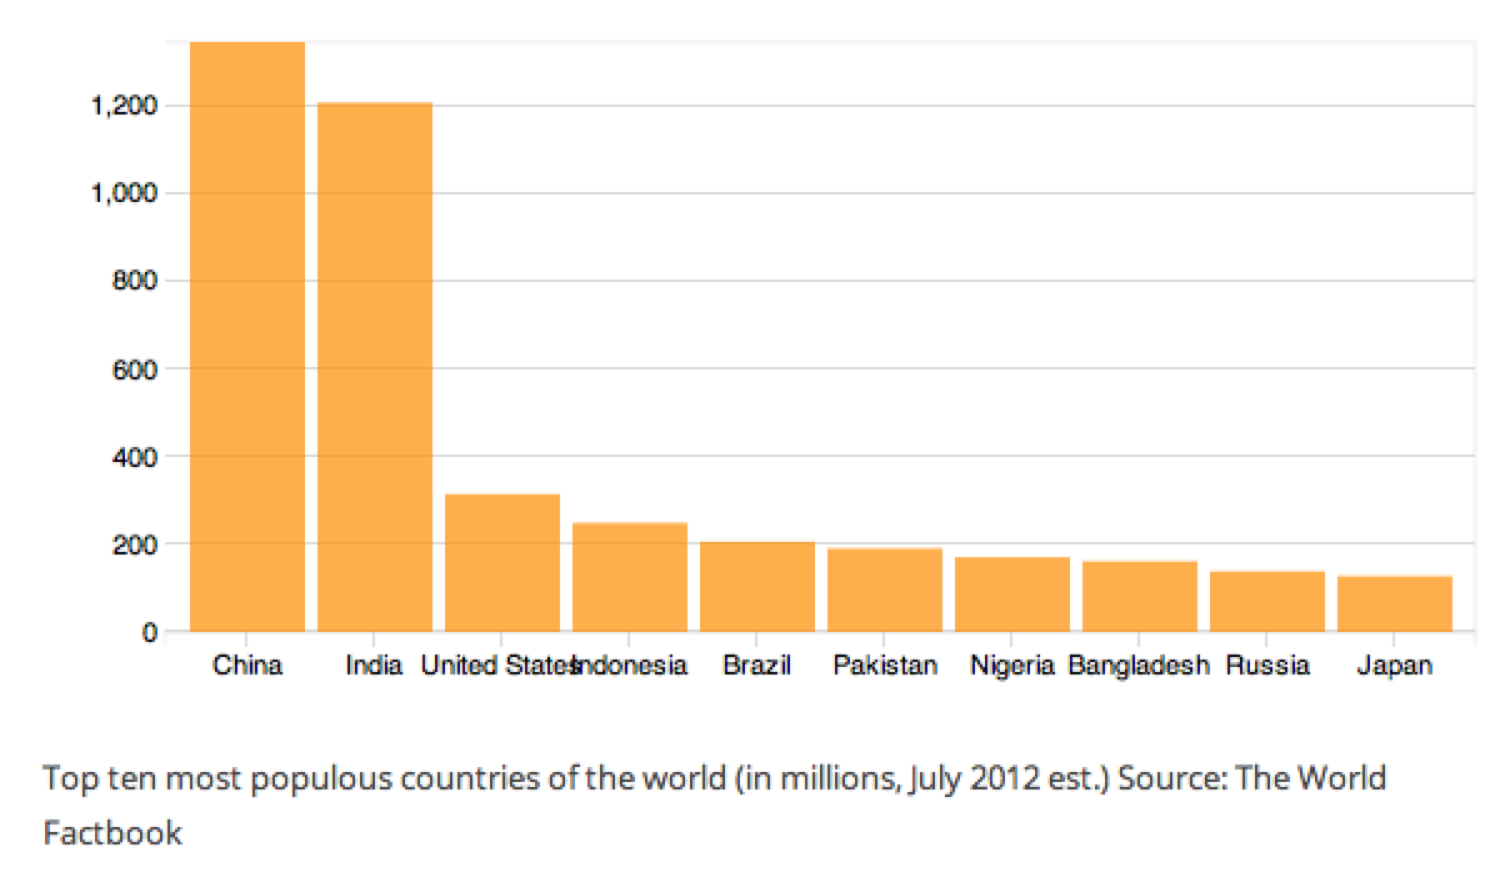 1,200
1,000
800
600
400
200
0
China India United States Indonesia Brazil Pakistan Nigeria Bangladesh Russia Japan
Top ten most populous countries of the world (in millions, July 2012 est.) Source: The World
Factbook